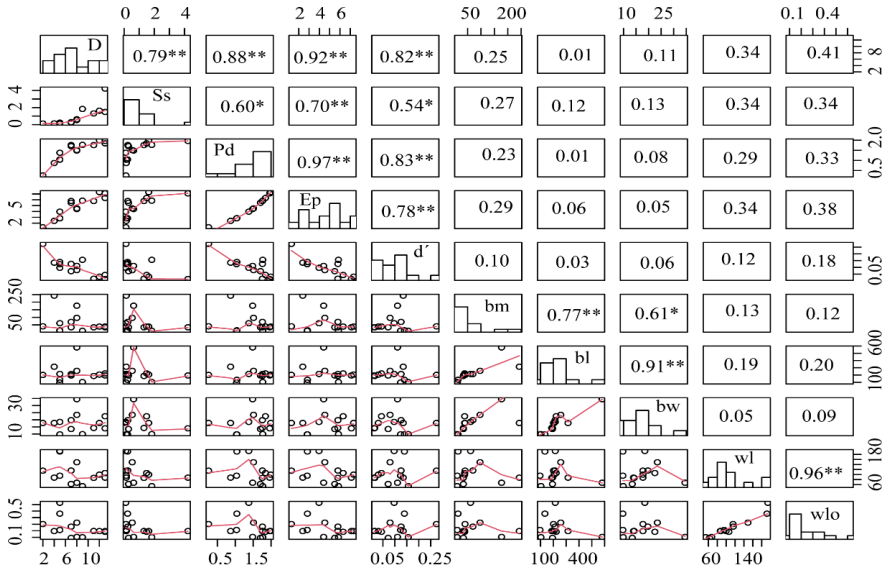 0 2 4 2 4 6 50 200 10 25 0.1 0.4
D 0.79** 0.88** 0.92** 0.82** 0.25 0.01 0.11 0.34 0.41 2 8
0 2 4 Ss 0.60* 0.70** 0.54* 0.27 0.12 0.13 0.34 0.34
Pd 0.97** 0.83** 0.23 0.01 0.08 0.29 0.33 0.5 2.0
2 5 Ep 0.78** 0.29 0.06 0.05 0.34 0.38
d´ 0.10 0.03 0.06 0.12 0.18 0.05
50 250 bm 0.77** 0.61* 0.13 0.12
bl 0.91** 0.19 0.20 100 600
10 30 bw 0.05 0.09
wl 0.96** 60 180
0.1 0.5 wlo
2 6 10 0.5 1.5 0.05 0.25 100 400 60 140